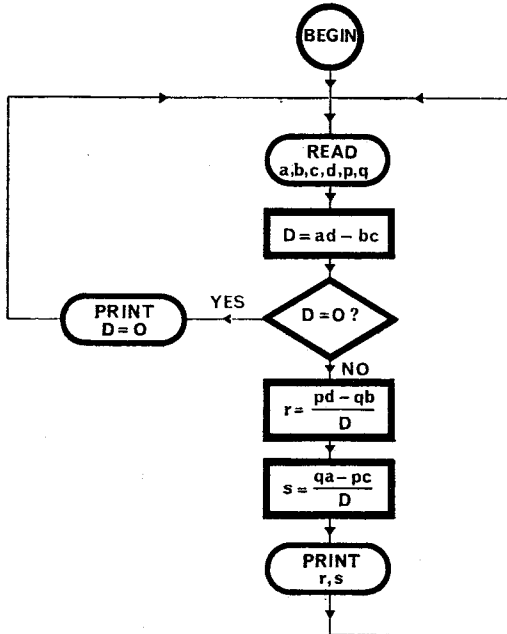 BEGIN
READ
a,b,c,d,p,q
D = ad – bc
D = O ?
YES
PRINT
D = O
NO
r = pd – qb
D
s = qa – pc
D
PRINT
r,s